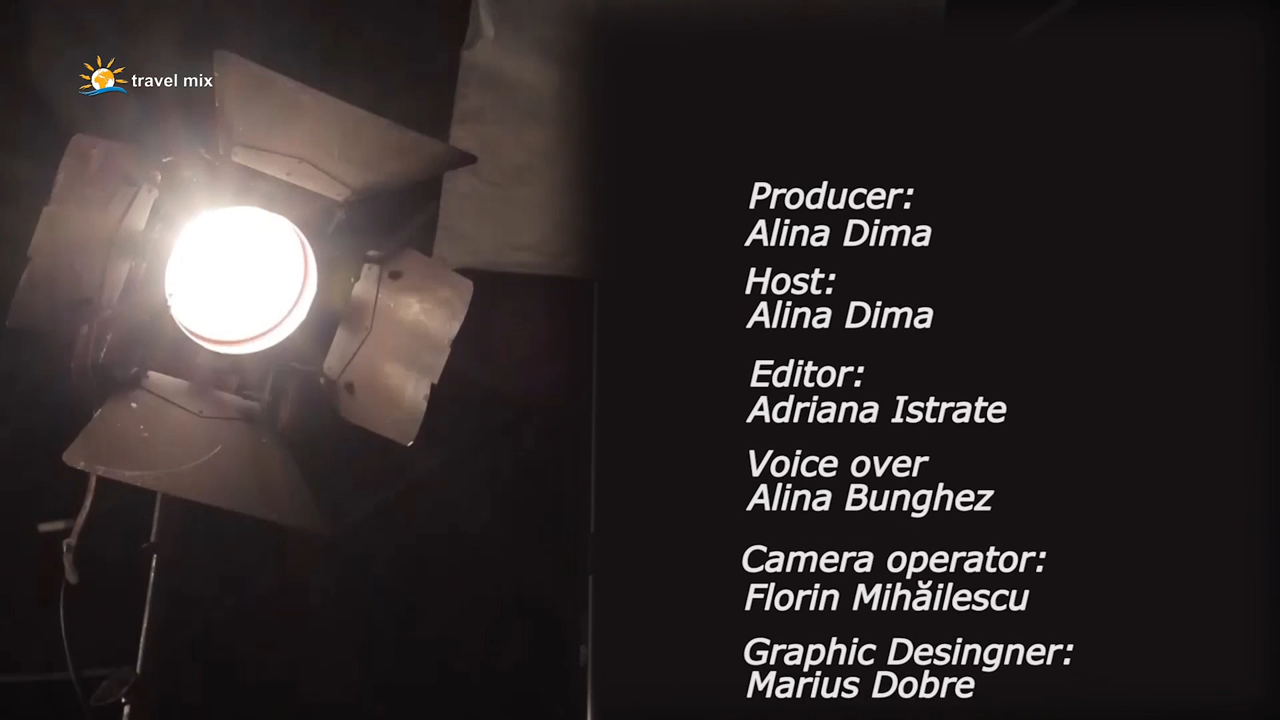 travel mix
Producer:
Alina Dima
Host:
Alina Dima
Editor:
Adriana Istrate
Voice over
Alina Bunghez
Camera operator:
Florin Mihăilescu
Graphic Desingner:
Marius Dobre